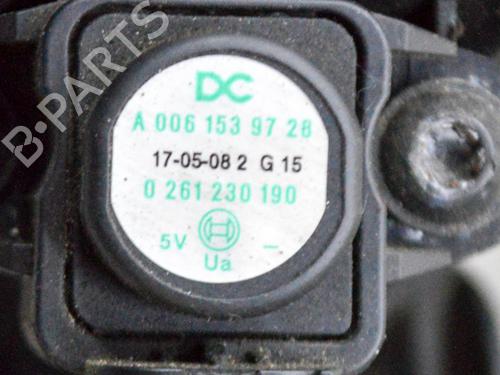 B-PARTS
DC
A 006 153 97 28
17-05-08 2 G 15
0 261 230 190
5V –
Ua